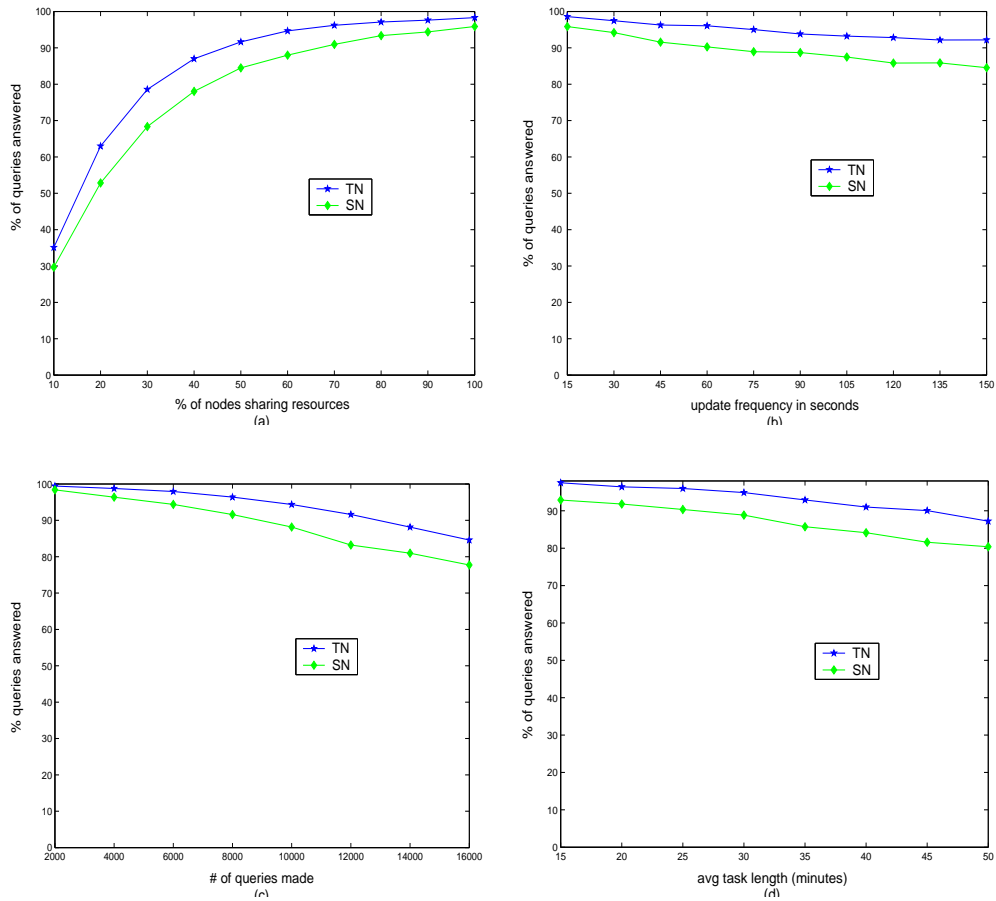 100
90
80
70
60
50
40
30
20
10
0
% of queries answered
TN
SN
10 20 30 40 50 60 70 80 90 100
% of nodes sharing resources
(a)
100
90
80
70
60
50
40
30
20
10
0
% of queries answered
TN
SN
15 30 45 60 75 90 105 120 135 150
update frequency in seconds
(b)
100
90
80
70
60
50
40
30
20
10
0
% queries answered
TN
SN
2000 4000 6000 8000 10000 12000 14000 16000
# of queries made
(c)
90
80
70
60
50
40
30
20
10
0
% of queries answered
TN
SN
15 20 25 30 35 40 45 50
avg task length (minutes)
(d)